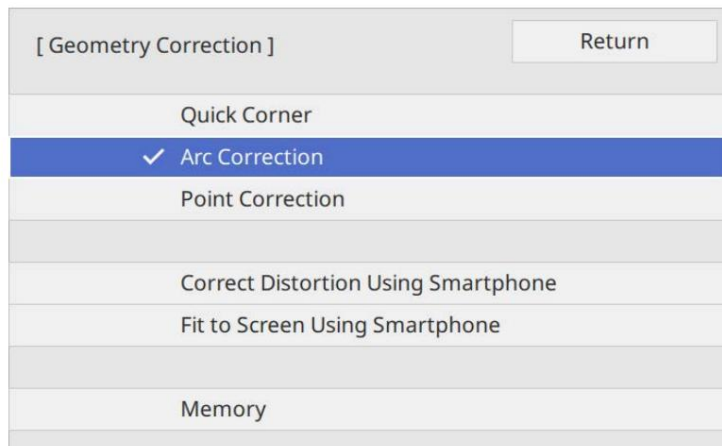 [ Geometry Correction ]
Return
Quick Corner
Arc Correction
Point Correction
Correct Distortion Using Smartphone
Fit to Screen Using Smartphone
Memory